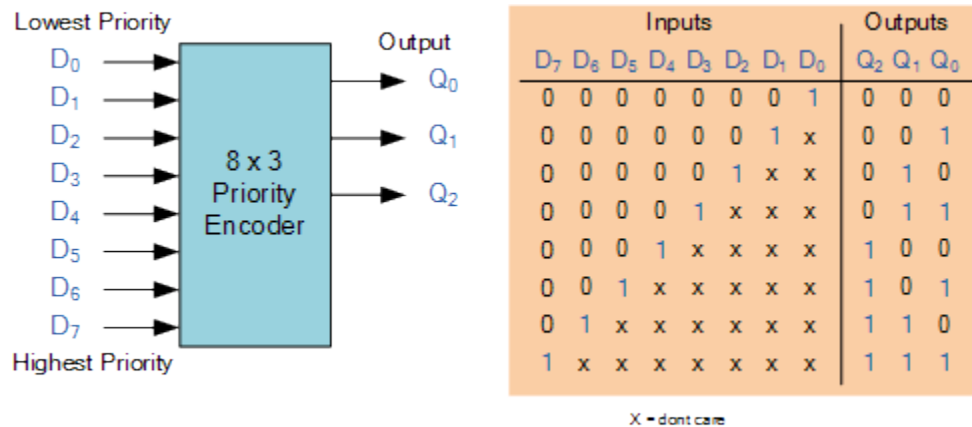 Lowest Priority
D0
D1
D2
D3
D4
D5
D6
D7
Highest Priority
8 x 3
Priority
Encoder
Output
Q0
Q1
Q2
Inputs Outputs
D7 D6 D5 D4 D3 D2 D1 D0 Q2 Q1 Q0
0 0 0 0 0 0 0 1 0 0 0
0 0 0 0 0 0 1 x 0 0 1
0 0 0 0 0 1 x x 0 1 0
0 0 0 0 1 x x x 0 1 1
0 0 0 1 x x x x 1 0 0
0 0 1 x x x x x 1 0 1
0 1 x x x x x x 1 1 0
1 x x x x x x x 1 1 1
X = dont care